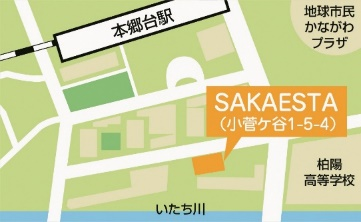 本郷台駅
地球市民
かながわ
プラザ
SAKAESTA
（小菅ケ谷1-5-4）
柏陽
高等学校
いたち川